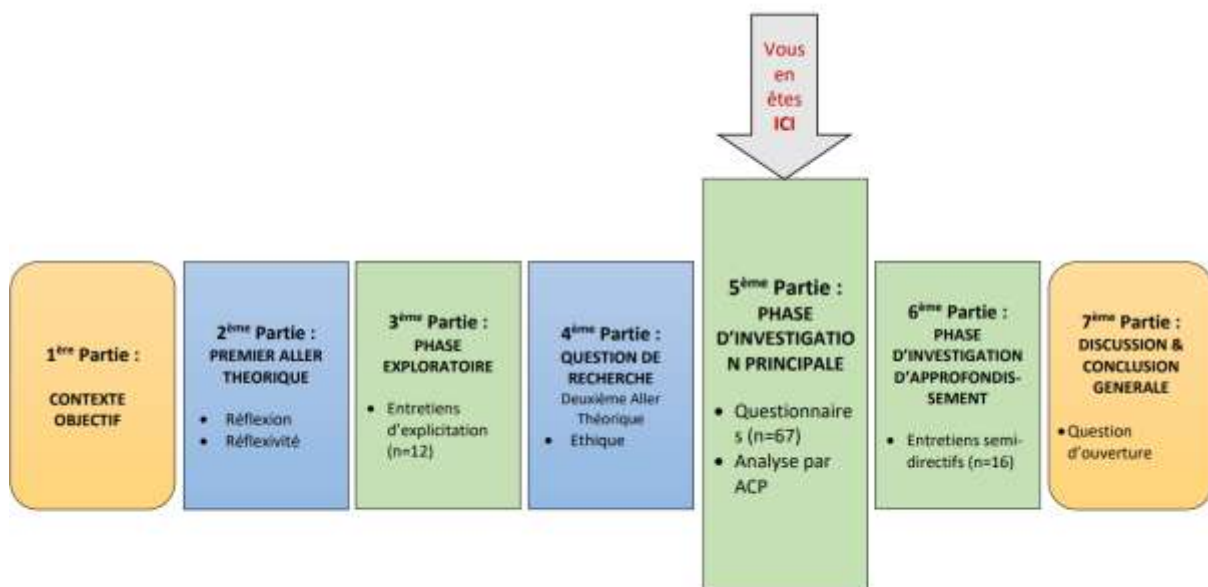 Vous
en
êtes
ICI
1ère Partie :
CONTEXTE
OBJECTIF
2ème Partie :
PREMIER ALLER
THEORIQUE
• Réflexion
• Réflexivité
3ème Partie :
PHASE
EXPLORATOIRE
• Entretiens
d'explicitation
(n=12)
4ème Partie :
QUESTION DE
RECHERCHE
Deuxième Aller
Théorique
• Ethique
5ème Partie :
PHASE
D'INVESTIGATIO
N PRINCIPALE
• Questionnaire
s (n=67)
• Analyse par
ACP
6ème Partie :
PHASE
D'INVESTIGATION
D'APPROFONDIS-
SEMENT
• Entretiens semi-
directifs (n=16)
7ème Partie :
DISCUSSION &
CONCLUSION
GENERALE
• Question
d'ouverture